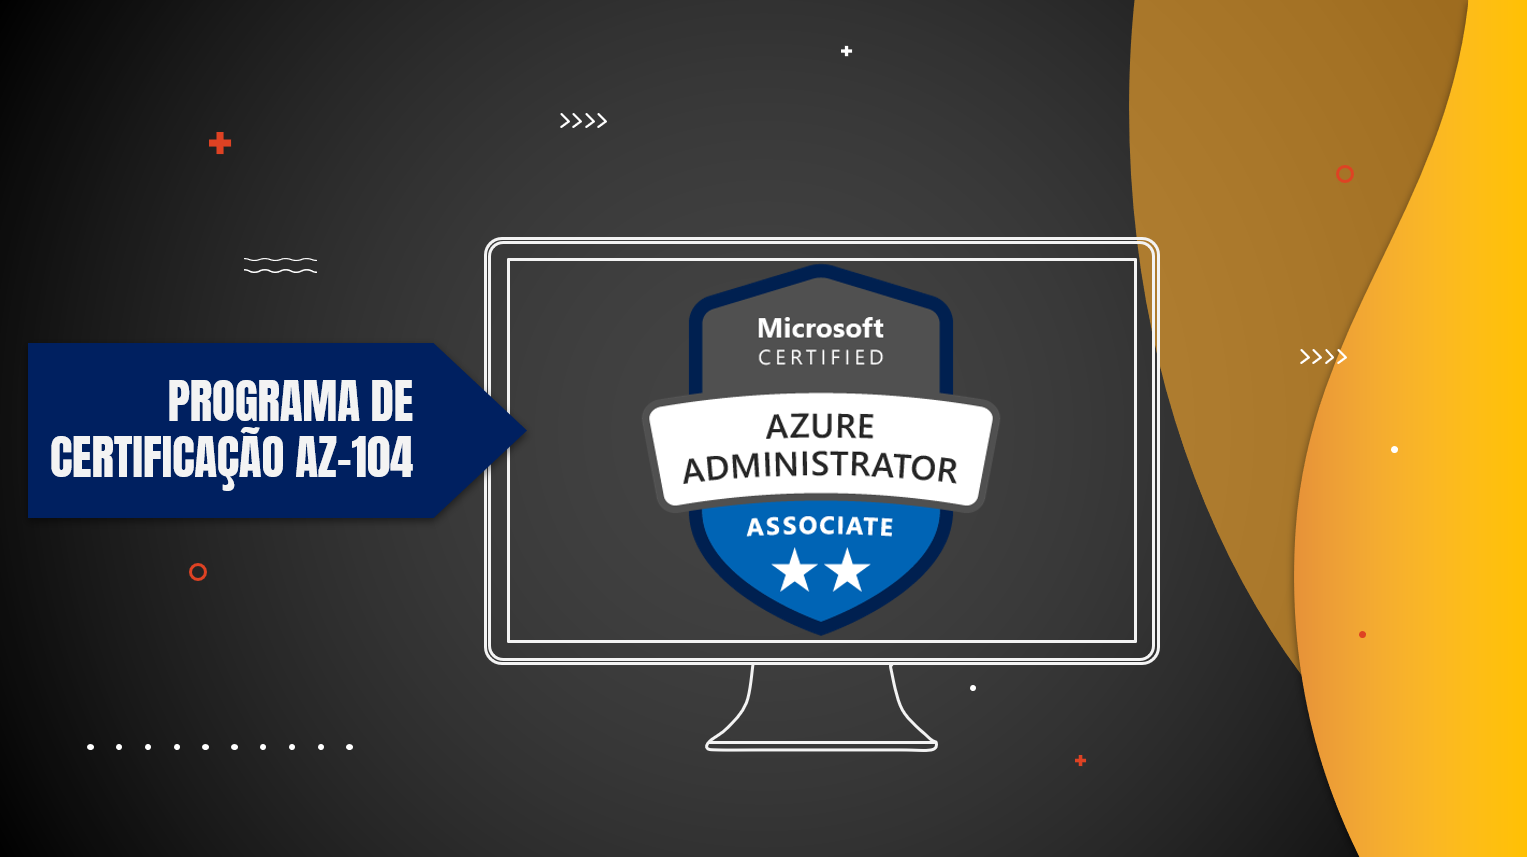 PROGRAMA DE
CERTIFICAÇÃO AZ-104
Microsoft
CERTIFIED
AZURE
ADMINISTRATOR
ASSOCIATE